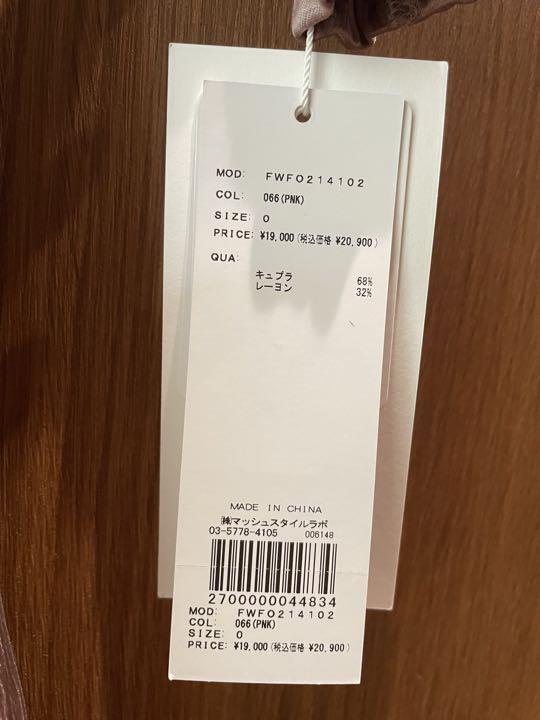 MOD: FWFO214102
COL: 066(PNK)
SIZE: 0
PRICE: ¥19,000(税込価格 ¥20,900)
QUA:
キュプラ 68%
レーヨン 32%
MADE IN CHINA
㈱マッシュスタイルラボ
03-5778-4105 006148
2700000044834
MOD: FWFO214102
COL: 066(PNK)
SIZE: 0
PRICE: ¥19,000(税込価格 ¥20,900)